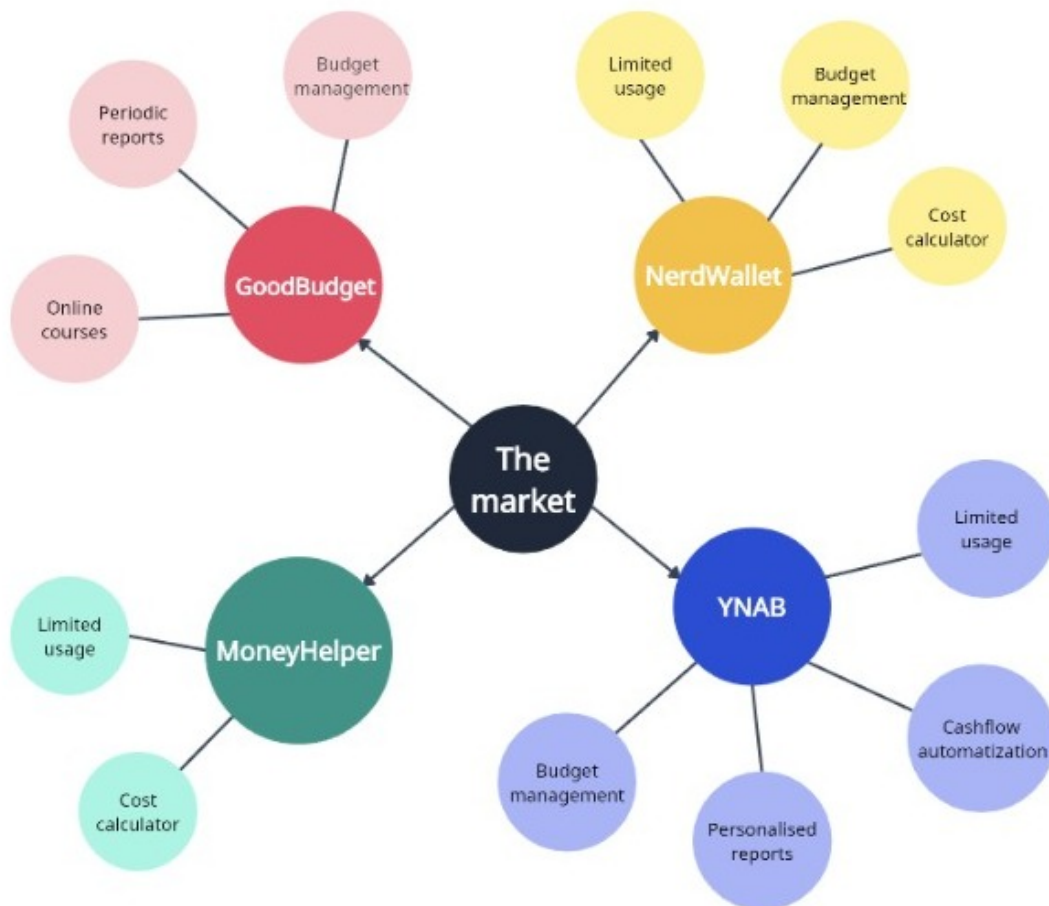 Budget
management
Periodic
reports
GoodBudget
Online
courses
Limited
usage
Budget
management
Cost
calculator
NerdWallet
The
market
Limited
usage
MoneyHelper
Cost
calculator
Limited
usage
YNAB
Cashflow
automatization
Budget
management
Personalised
reports